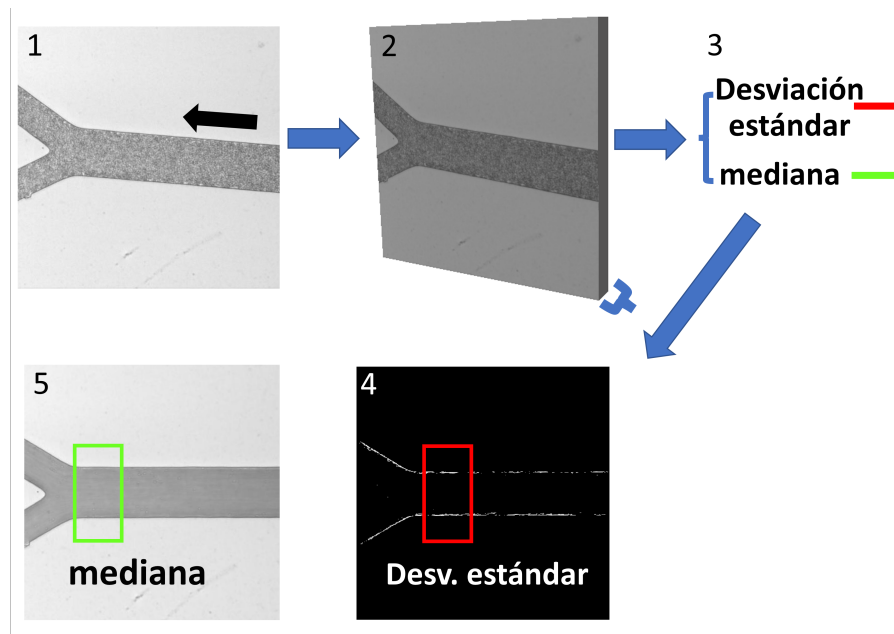 1
2
3
Desviación
estándar
mediana
5
4
mediana
Desv. estándar